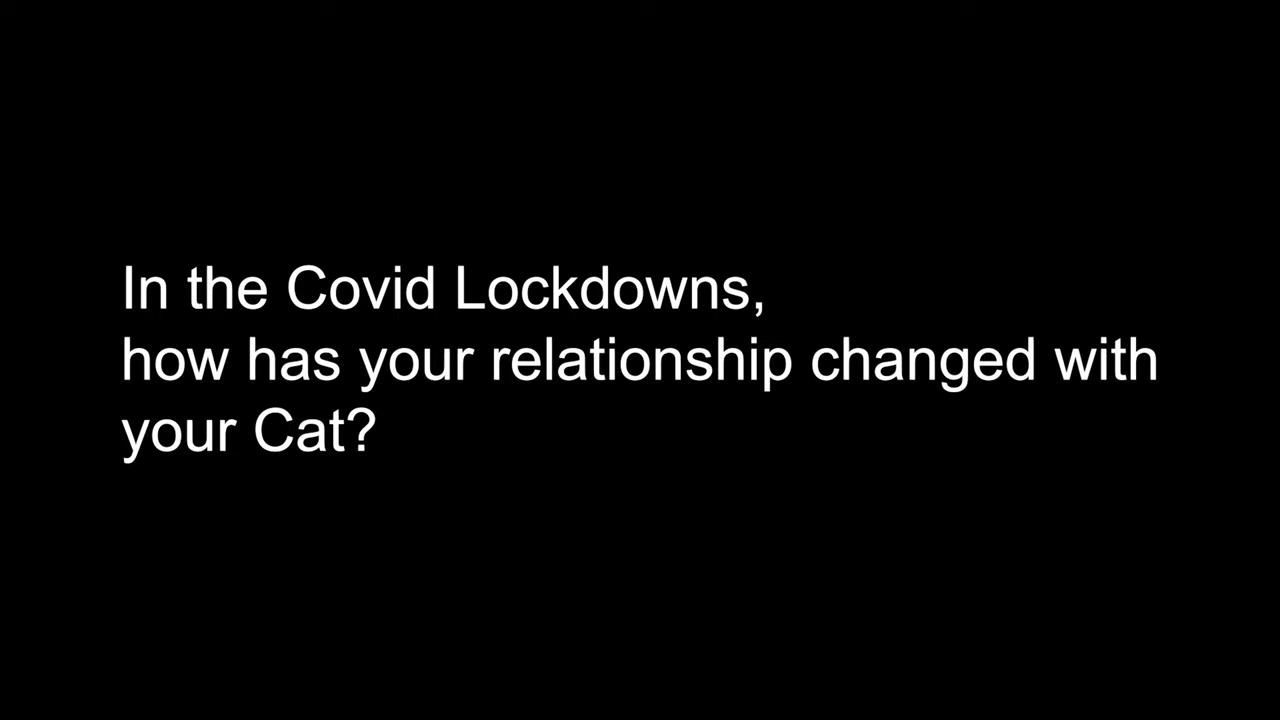 In the Covid Lockdowns,
how has your relationship changed with
your Cat?